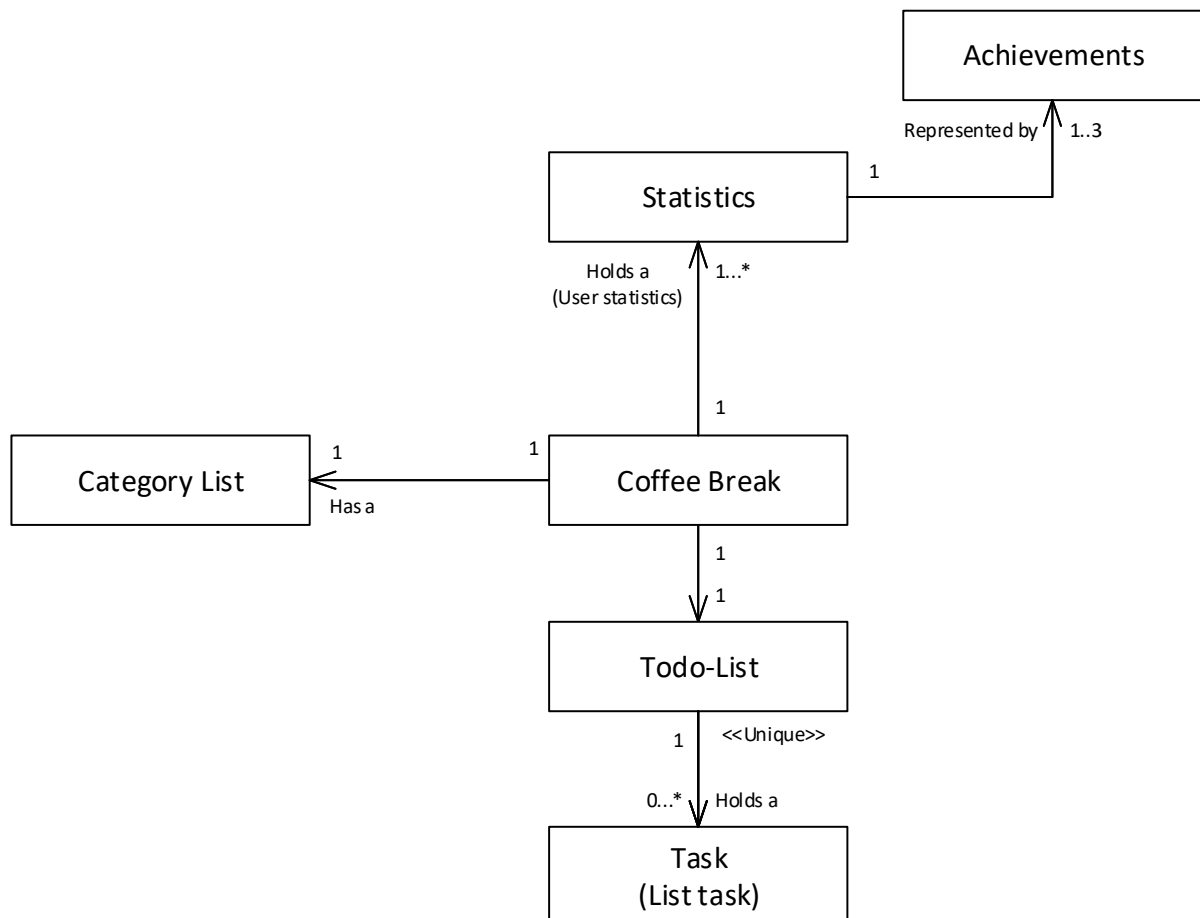 Achievements
Represented by
1..3
1
Statistics
Holds a
(User statistics)
1...*
1
1
1
Category List
Has a
Coffee Break
1
1
Todo-List
1
<<Unique>>
0...*
Holds a
Task
(List task)